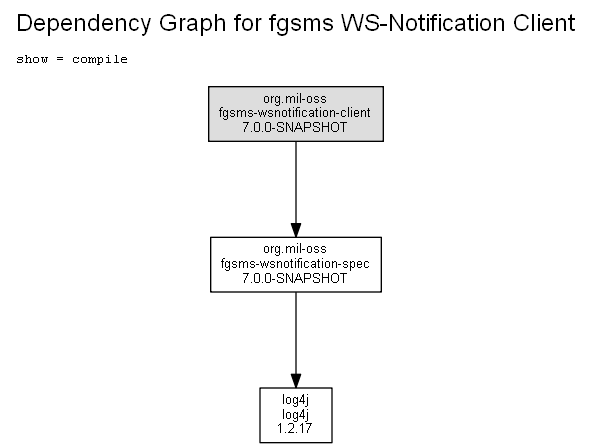 Dependency Graph for fgsms WS-Notification Client
show = compile
org.mil-oss
fgsms-wsnotification-client
7.0.0-SNAPSHOT
org.mil-oss
fgsms-wsnotification-spec
7.0.0-SNAPSHOT
log4j
log4j
1.2.17